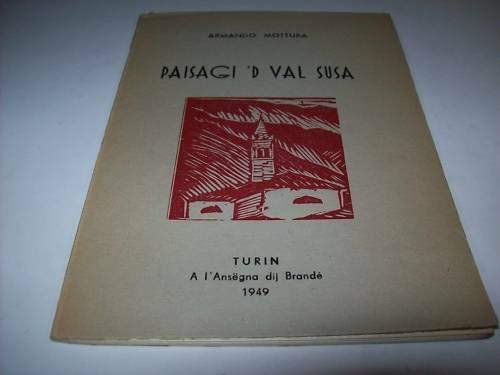 ARMANDO MOTTURA
PAISAGI 'D VAL SUSA
TURIN
A l'Ansëgna dij Brandé
1949